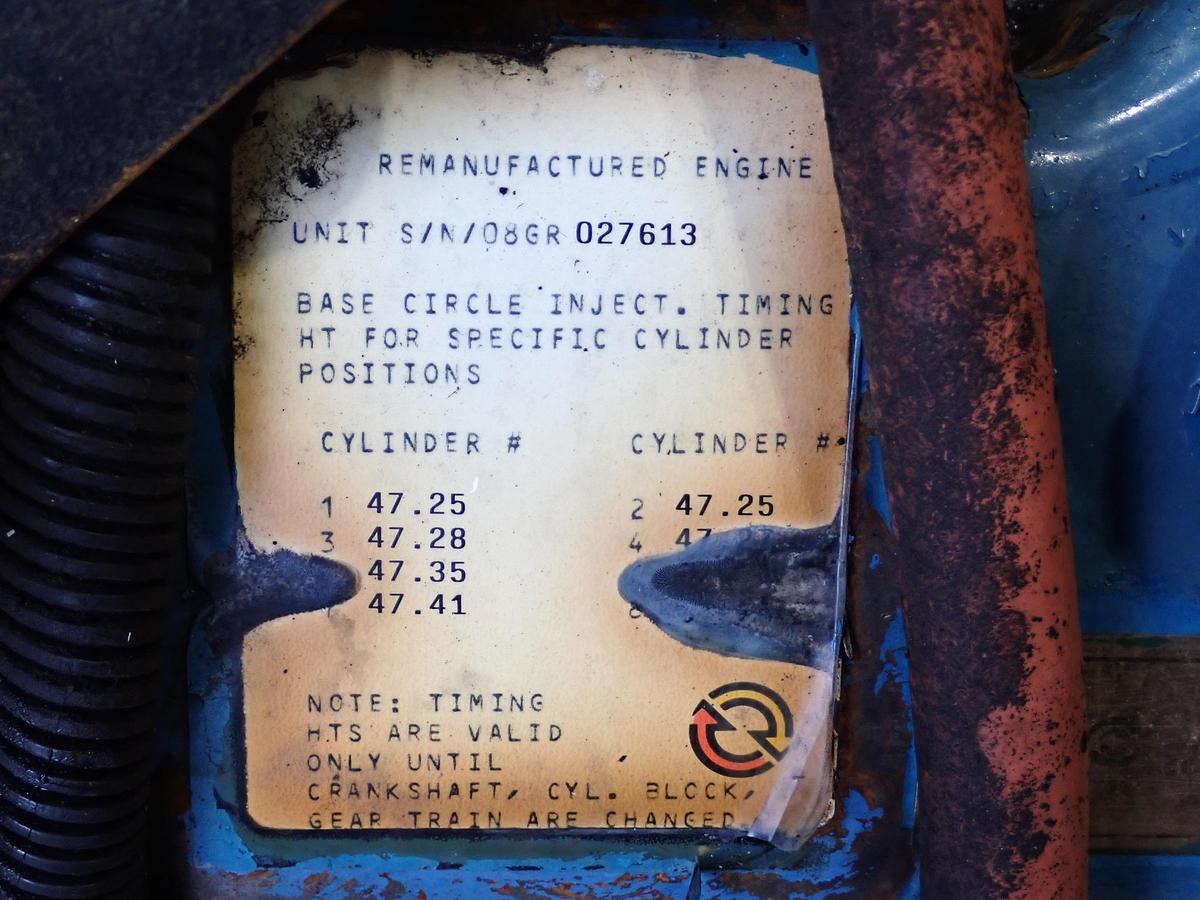 REMANUFACTURED ENGINE
UNIT S/N/08GR 027613
BASE CIRCLE INJECT. TIMING
HT FOR SPECIFIC CYLINDER
POSITIONS
CYLINDER # CYLINDER #
1 47.25 2 47.25
3 47.28 4
47.35
47.41
NOTE: TIMING
HTS ARE VALID
ONLY UNTIL
CRANKSHAFT, CYL. BLOCK,
GEAR TRAIN ARE CHANGED